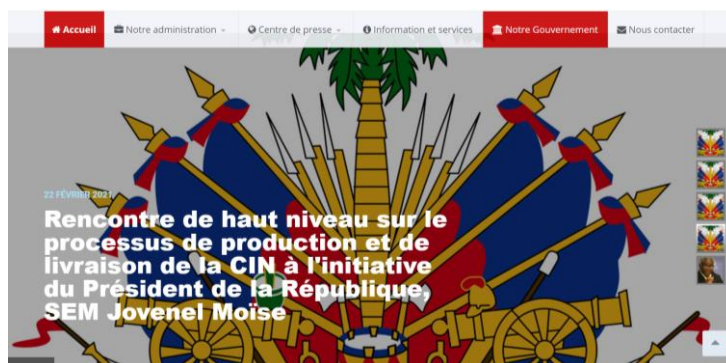 Accueil Notre administration Centre de presse Information et services Notre Gouvernement Nous contacter
22 FÉVRIER 2021
Rencontre de haut niveau sur le
processus de production et de
livraison de la CIN à l'initiative
du Président de la République,
SEM Jovenel Moïse